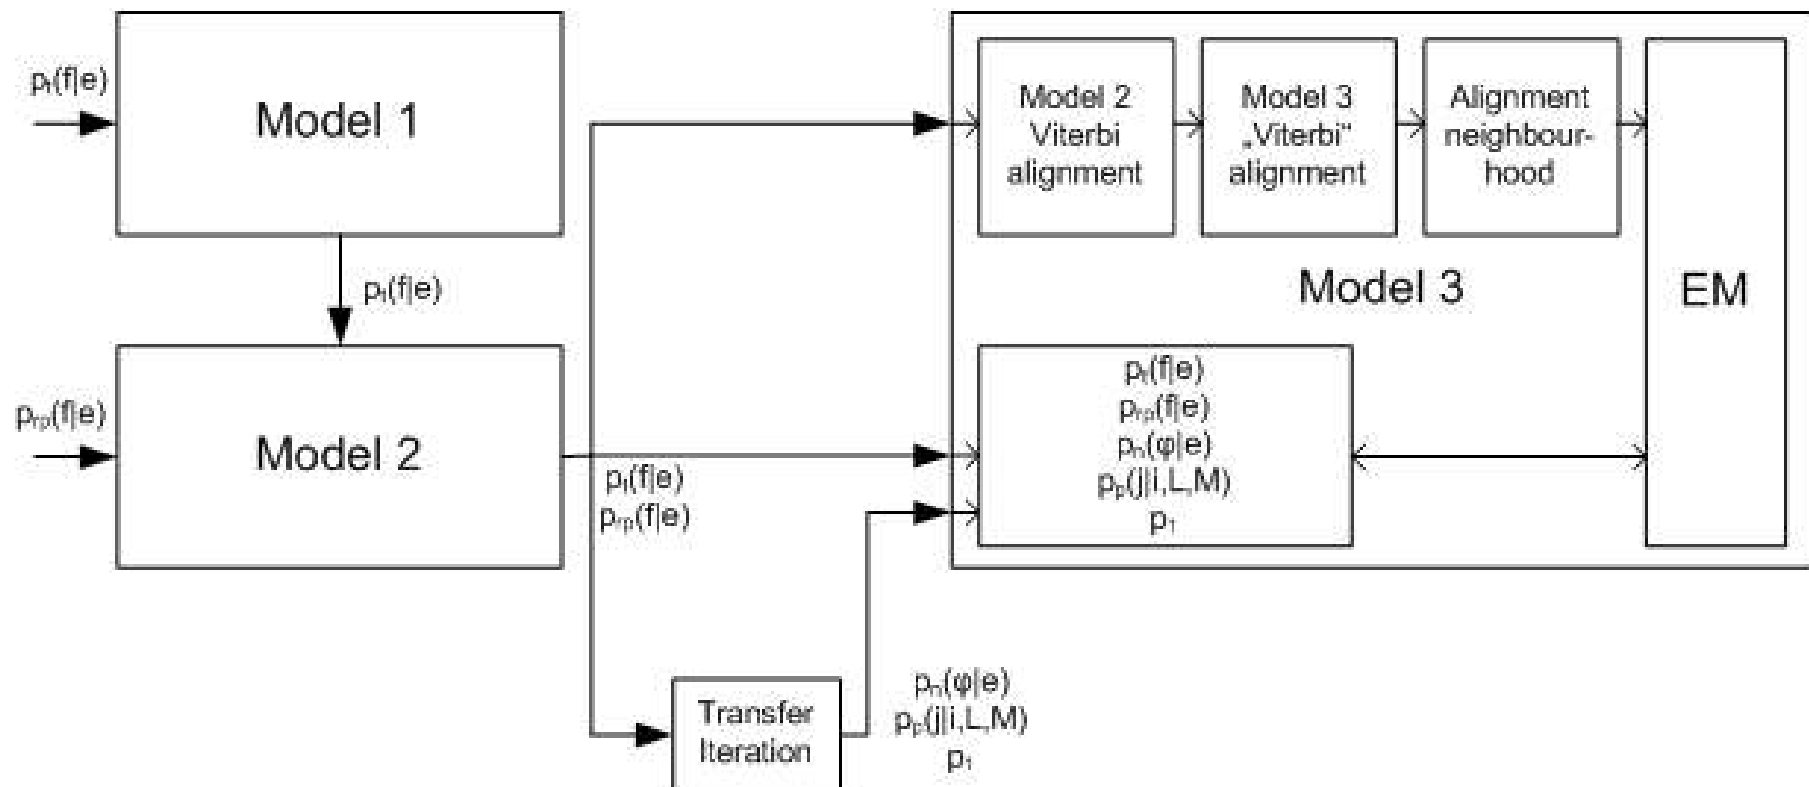 pₜ(f|e)
Model 1
pₜ(f|e)
pᵣₚ(f|e)
Model 2
pₜ(f|e)
pᵣₚ(f|e)
Transfer
Iteration
pₙ(φ|e)
pₚ(j|i,L,M)
p₁
Model 2
Viterbi
alignment
Model 3
„Viterbi“
alignment
Alignment
neighbour-
hood
Model 3
EM
pₜ(f|e)
pᵣₚ(f|e)
pₙ(φ|e)
pₚ(j|i,L,M)
p₁